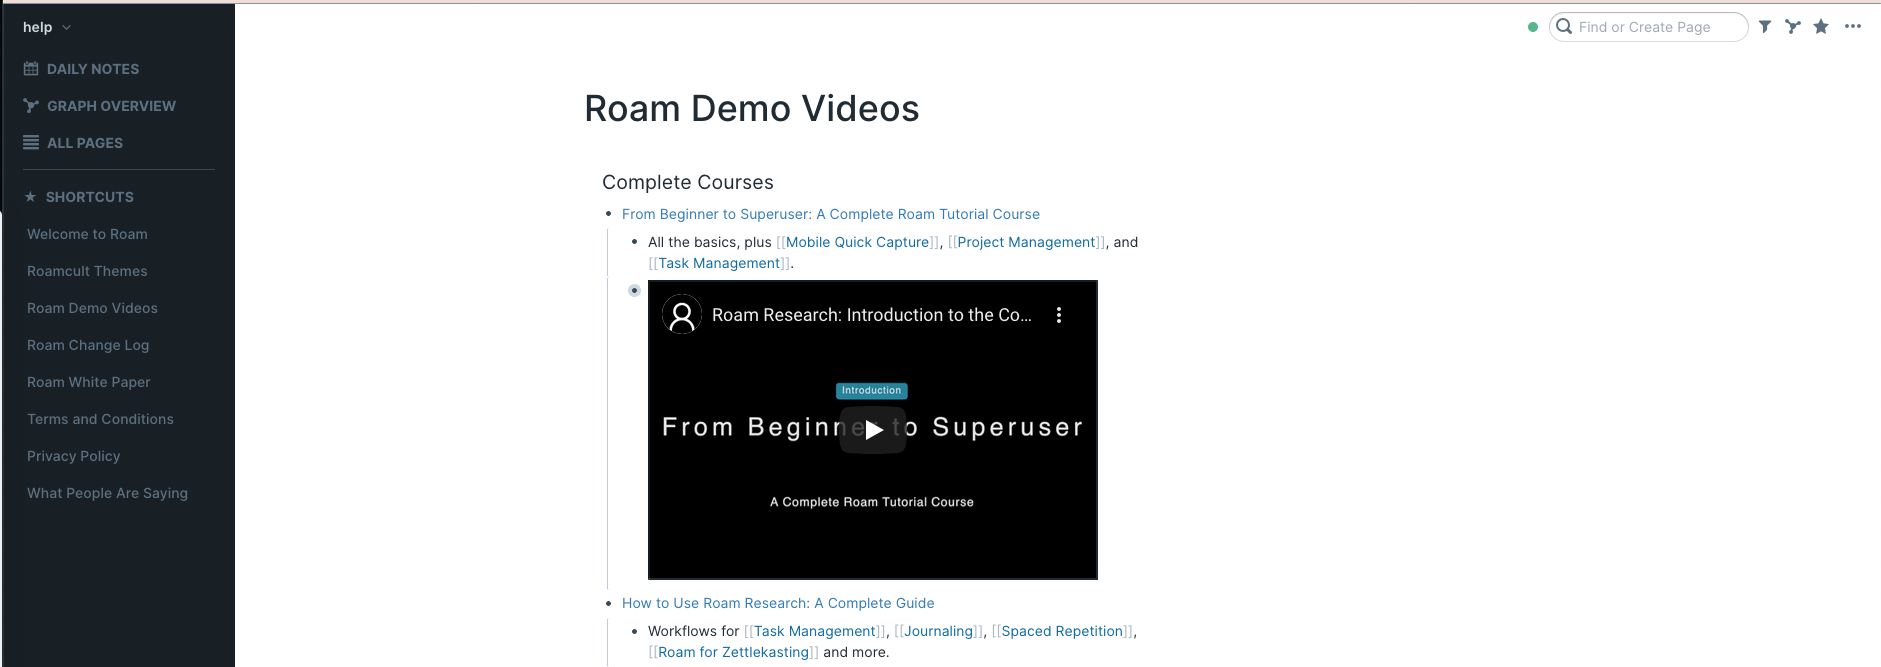 help
Find or Create Page
DAILY NOTES
GRAPH OVERVIEW
ALL PAGES
★ SHORTCUTS
Welcome to Roam
Roamcult Themes
Roam Demo Videos
Roam Change Log
Roam White Paper
Terms and Conditions
Privacy Policy
What People Are Saying
Roam Demo Videos
Complete Courses
• From Beginner to Superuser: A Complete Roam Tutorial Course
• All the basics, plus [[Mobile Quick Capture]], [[Project Management]], and
[[Task Management]].
Roam Research: Introduction to the Co...
Introduction
From Beginner to Superuser
A Complete Roam Tutorial Course
• How to Use Roam Research: A Complete Guide
• Workflows for [[Task Management]], [[Journaling]], [[Spaced Repetition]],
[[Roam for Zettlekasting]] and more.